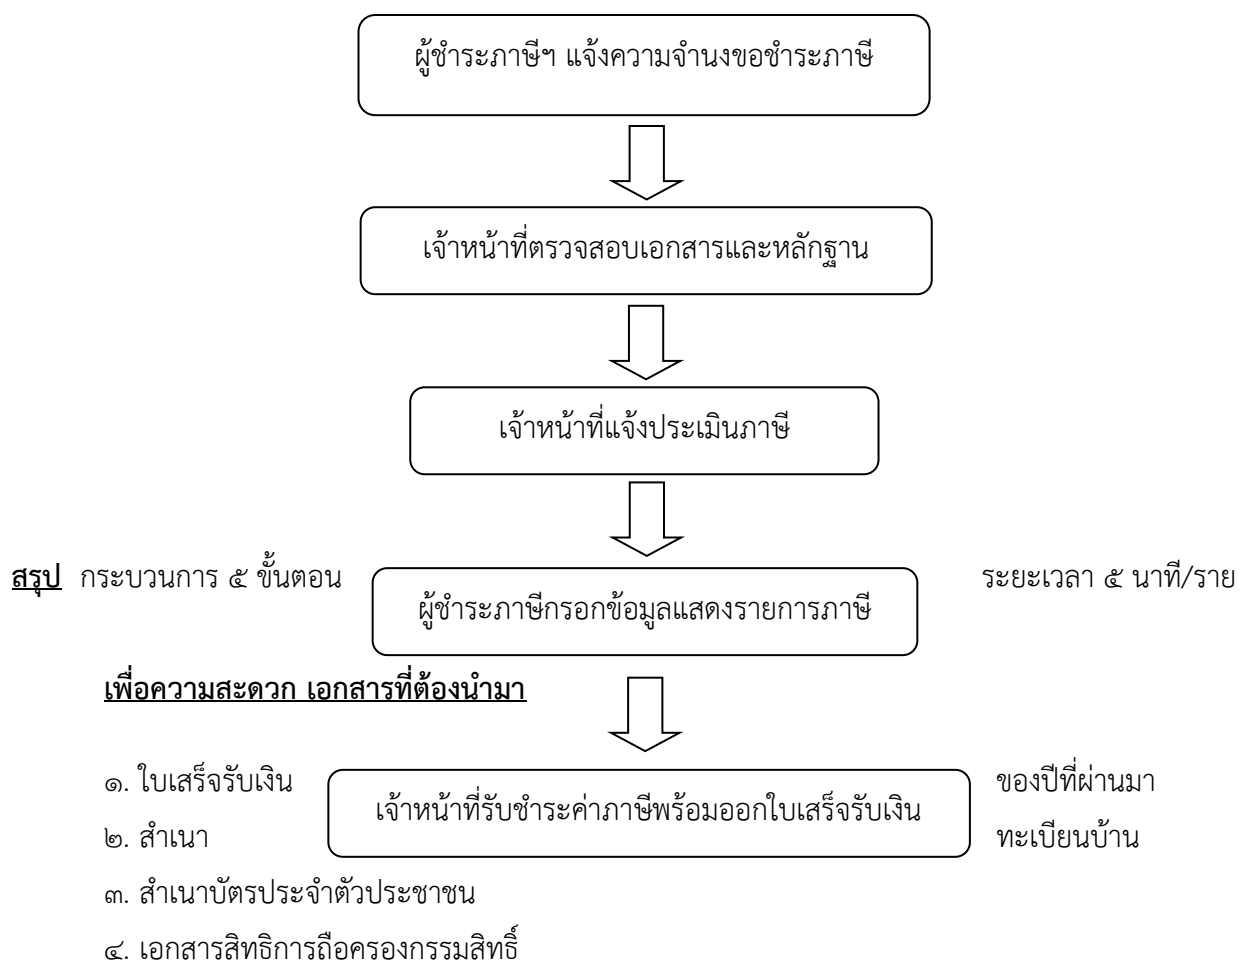 ผู้ชำระภาษีฯ แจ้งความจำนงขอชำระภาษี
เจ้าหน้าที่ตรวจสอบเอกสารและหลักฐาน
เจ้าหน้าที่แจ้งประเมินภาษี
สรุป กระบวนการ ๕ ขั้นตอน ระยะเวลา ๕ นาที/ราย
ผู้ชำระภาษีกรอกข้อมูลแสดงรายการภาษี
เพื่อความสะดวก เอกสารที่ต้องนำมา
๑. ใบเสร็จรับเงิน ของปีที่ผ่านมา
เจ้าหน้าที่รับชำระค่าภาษีพร้อมออกใบเสร็จรับเงิน
๒. สำเนา ทะเบียนบ้าน
๓. สำเนาบัตรประจำตัวประชาชน
๔. เอกสารสิทธิการถือครองกรรมสิทธิ์